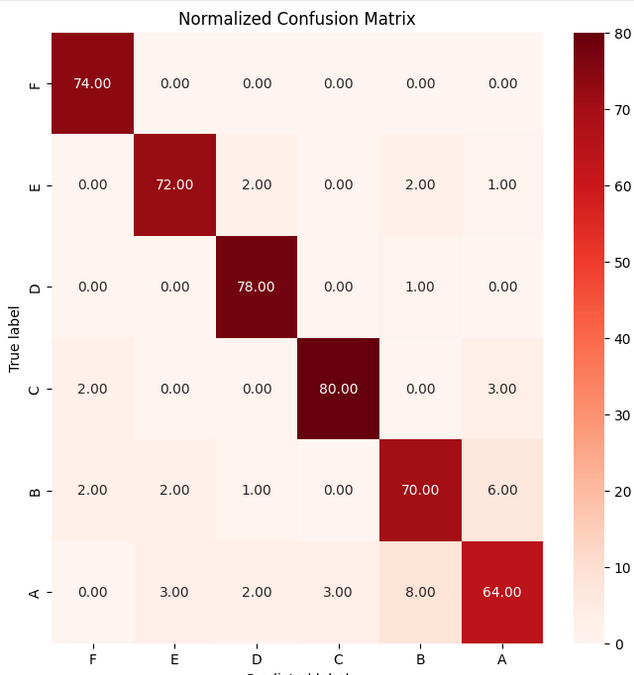 Normalized Confusion Matrix
F 74.00 0.00 0.00 0.00 0.00 0.00
E 0.00 72.00 2.00 0.00 2.00 1.00
D 0.00 0.00 78.00 0.00 1.00 0.00
C 2.00 0.00 0.00 80.00 0.00 3.00
B 2.00 2.00 1.00 0.00 70.00 6.00
A 0.00 3.00 2.00 3.00 8.00 64.00
F E D C B A
True label
80
70
60
50
40
30
20
10
0